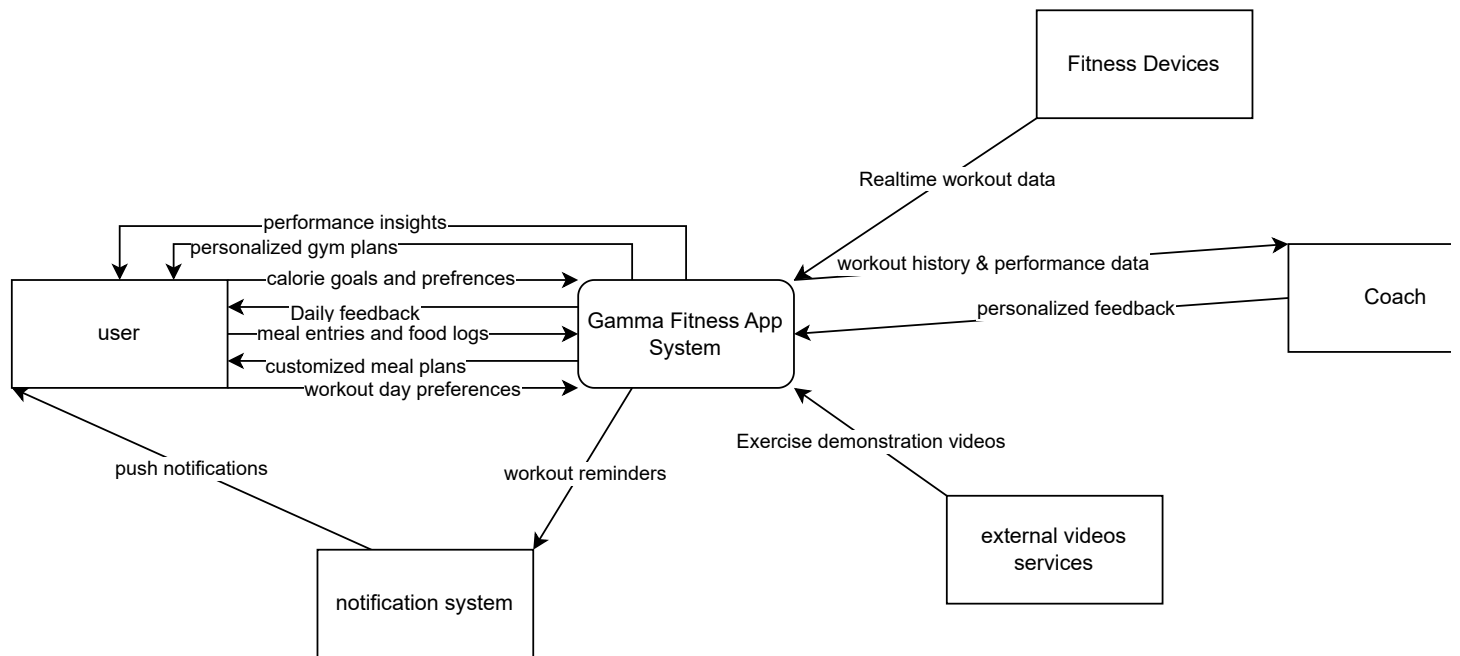 Fitness Devices
Realtime workout data
performance insights
personalized gym plans
workout history & performance data
calorie goals and prefrences
Coach
personalized feedback
Daily feedback
user
Gamma Fitness App
System
meal entries and food logs
customized meal plans
workout day preferences
Exercise demonstration videos
push notifications
workout reminders
external videos
services
notification system